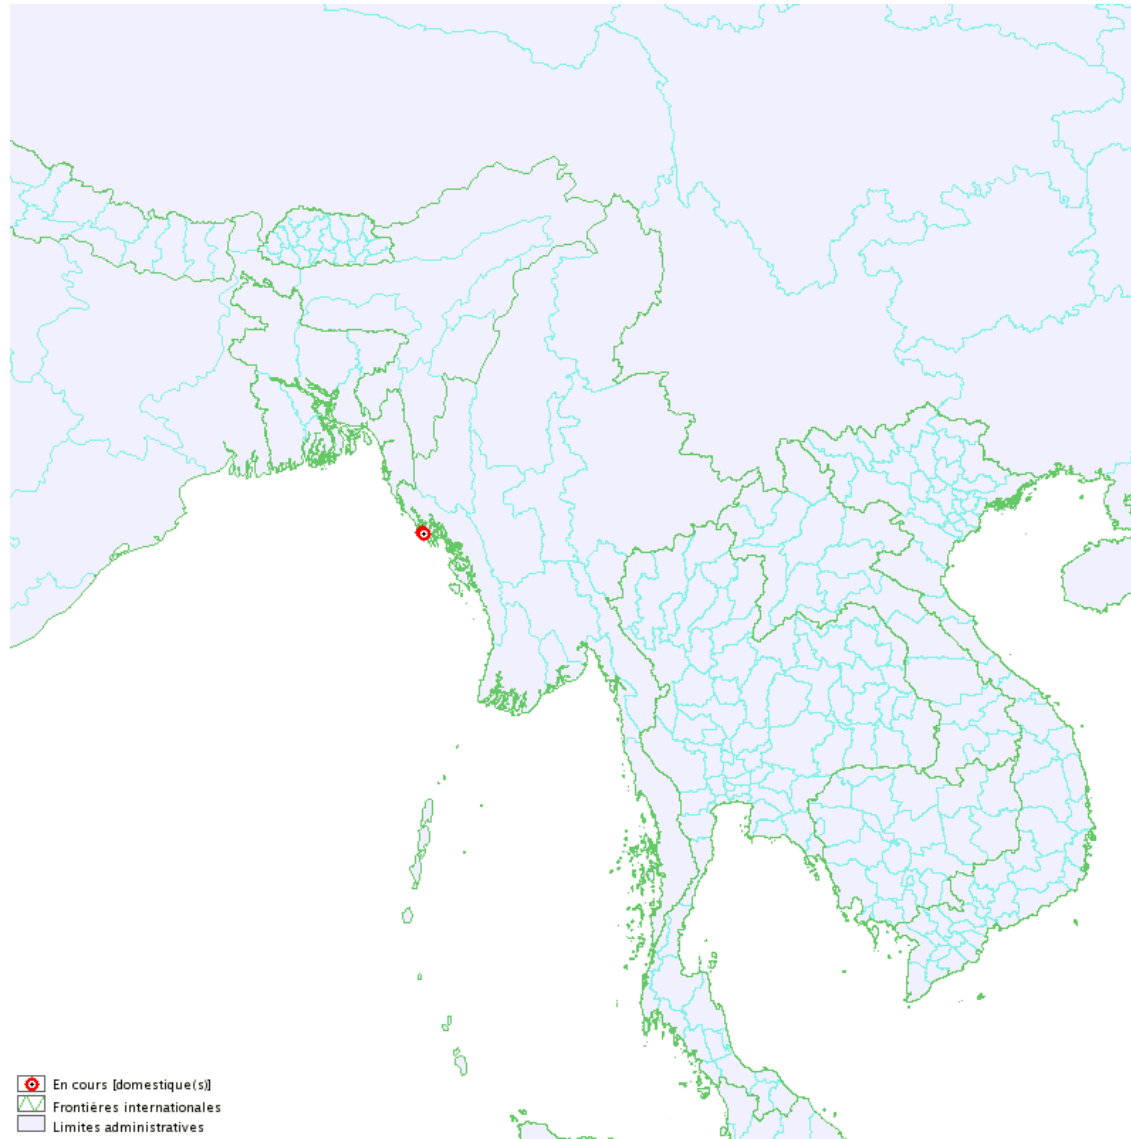 En cours [domestique(s)]
Frontières internationales
Limites administratives